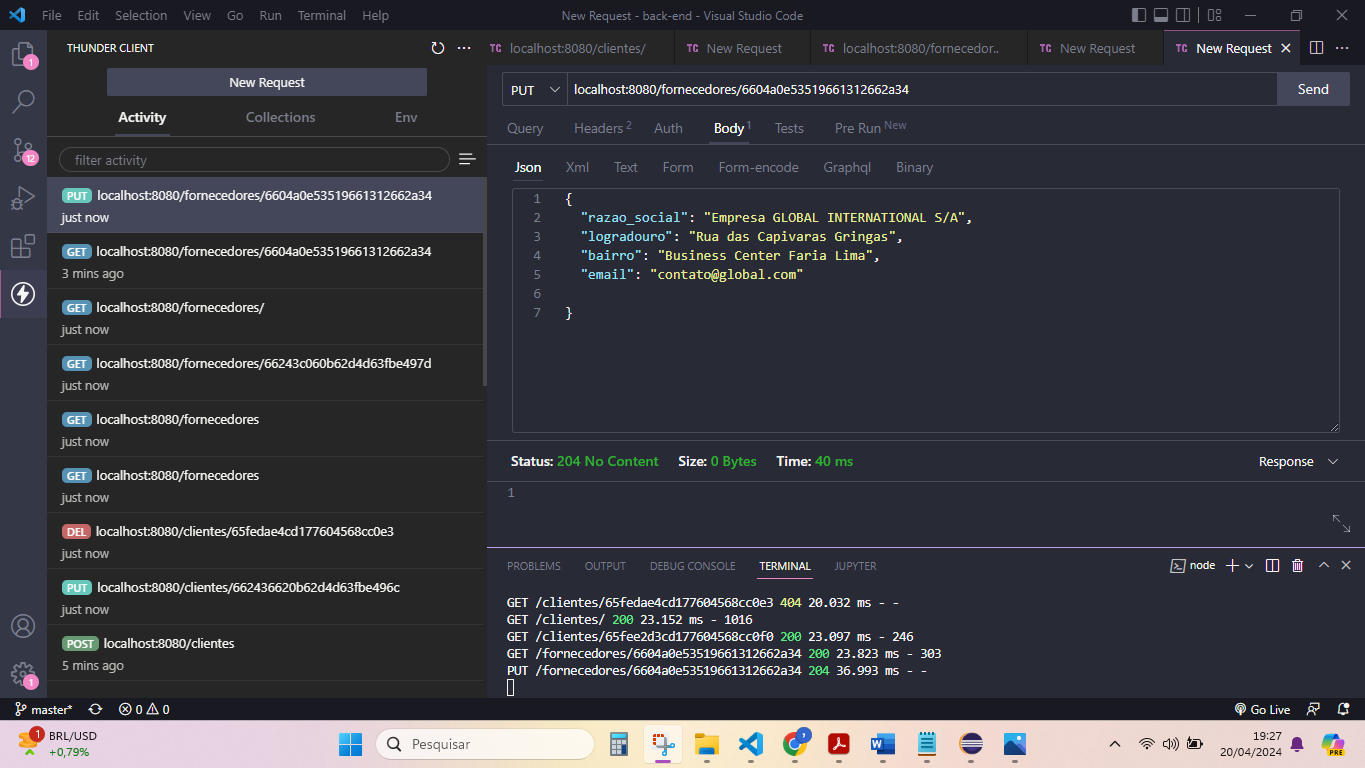 File Edit Selection View Go Run Terminal Help
New Request - back-end - Visual Studio Code
THUNDER CLIENT
New Request
Activity Collections Env
filter activity
PUT localhost:8080/fornecedores/6604a0e53519661312662a34
just now
GET localhost:8080/fornecedores/6604a0e53519661312662a34
3 mins ago
GET localhost:8080/fornecedores/
just now
GET localhost:8080/fornecedores/66243c060b62d4d63fbe497d
just now
GET localhost:8080/fornecedores
just now
GET localhost:8080/fornecedores
just now
DEL localhost:8080/clientes/65fedae4cd177604568cc0e3
just now
PUT localhost:8080/clientes/662436620b62d4d63fbe496c
just now
POST localhost:8080/clientes
5 mins ago
1
12
1
TC localhost:8080/clientes/ TC New Request TC localhost:8080/fornecedor.. TC New Request TC New Request
PUT localhost:8080/fornecedores/6604a0e53519661312662a34 Send
Query Headers 2 Auth Body 1 Tests Pre Run New
Json Xml Text Form Form-encode Graphql Binary
1 {
2 "razao_social": "Empresa GLOBAL INTERNATIONAL S/A",
3 "logradouro": "Rua das Capivaras Gringas",
4 "bairro": "Business Center Faria Lima",
5 "email": "contato@global.com"
6
7 }
Status: 204 No Content Size: 0 Bytes Time: 40 ms Response
1
PROBLEMS OUTPUT DEBUG CONSOLE TERMINAL JUPYTER node
GET /clientes/65fedae4cd177604568cc0e3 404 20.032 ms - -
GET /clientes/ 200 23.152 ms - 1016
GET /clientes/65fee2d3cd177604568cc0f0 200 23.097 ms - 246
GET /fornecedores/6604a0e53519661312662a34 200 23.823 ms - 303
PUT /fornecedores/6604a0e53519661312662a34 204 36.993 ms - -
master* 0 0 Go Live
1 BRL/USD
+0,79%
Pesquisar
1
19:27
20/04/2024
PRE